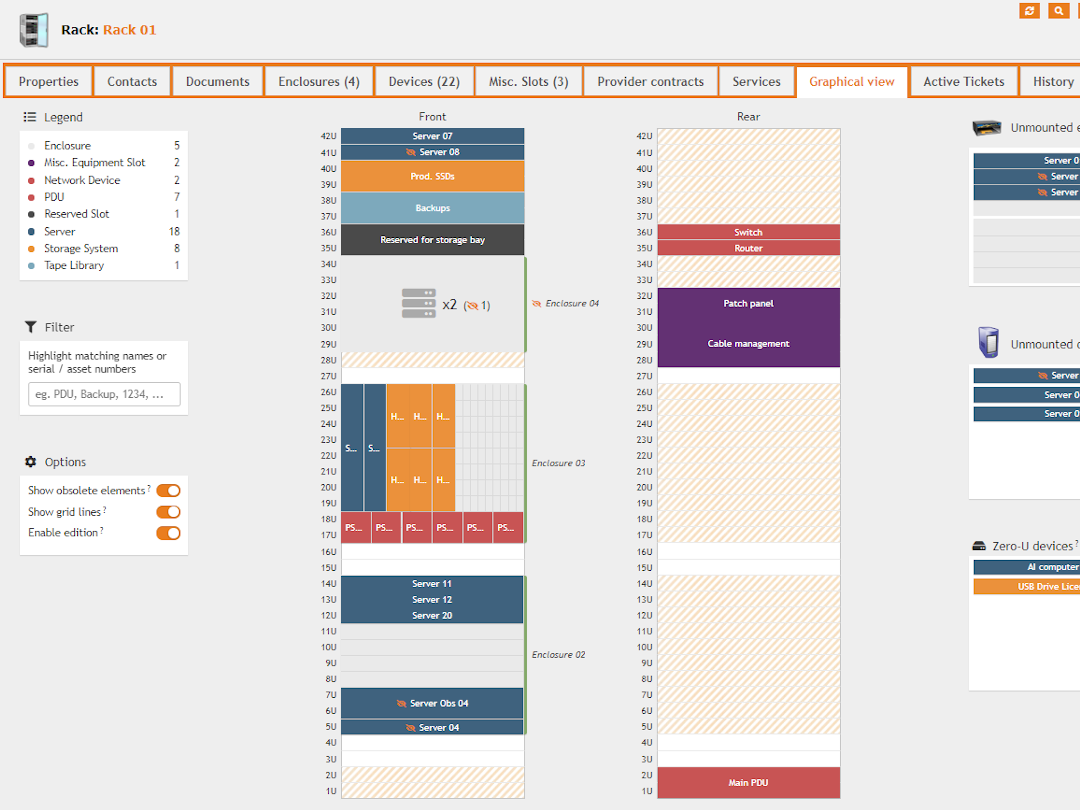 Rack: Rack 01
Properties
Contacts
Documents
Enclosures (4)
Devices (22)
Misc. Slots (3)
Provider contracts
Services
Graphical view
Active Tickets
History
Legend
Enclosure 5
Misc. Equipment Slot 2
Network Device 2
PDU 7
Reserved Slot 1
Server 18
Storage System 8
Tape Library 1
Filter
Highlight matching names or
serial / asset numbers
eg. PDU, Backup, 1234, ...
Options
Show obsolete elements?
Show grid lines?
Enable edition?
Front
42U
41U
40U
39U
38U
37U
36U
35U
34U
33U
32U
31U
30U
29U
28U
27U
26U
25U
24U
23U
22U
21U
20U
19U
18U
17U
16U
15U
14U
13U
12U
11U
10U
9U
8U
7U
6U
5U
4U
3U
2U
1U
Server 07
Server 08
Prod. SSDs
Backups
Reserved for storage bay
x2 (1)
Enclosure 04
H... H... H...
S... S...
H... H... H...
PS... PS... PS... PS... PS... PS...
Enclosure 03
Server 11
Server 12
Server 20
Enclosure 02
Server Obs 04
Server 04
Rear
42U
41U
40U
39U
38U
37U
36U
35U
34U
33U
32U
31U
30U
29U
28U
27U
26U
25U
24U
23U
22U
21U
20U
19U
18U
17U
16U
15U
14U
13U
12U
11U
10U
9U
8U
7U
6U
5U
4U
3U
2U
1U
Switch
Router
Patch panel
Cable management
Main PDU
Unmounted e
Server 0
Server
Server
Unmounted d
Server
Server 0
Server 0
Zero-U devices?
AI computer
USB Drive Lice